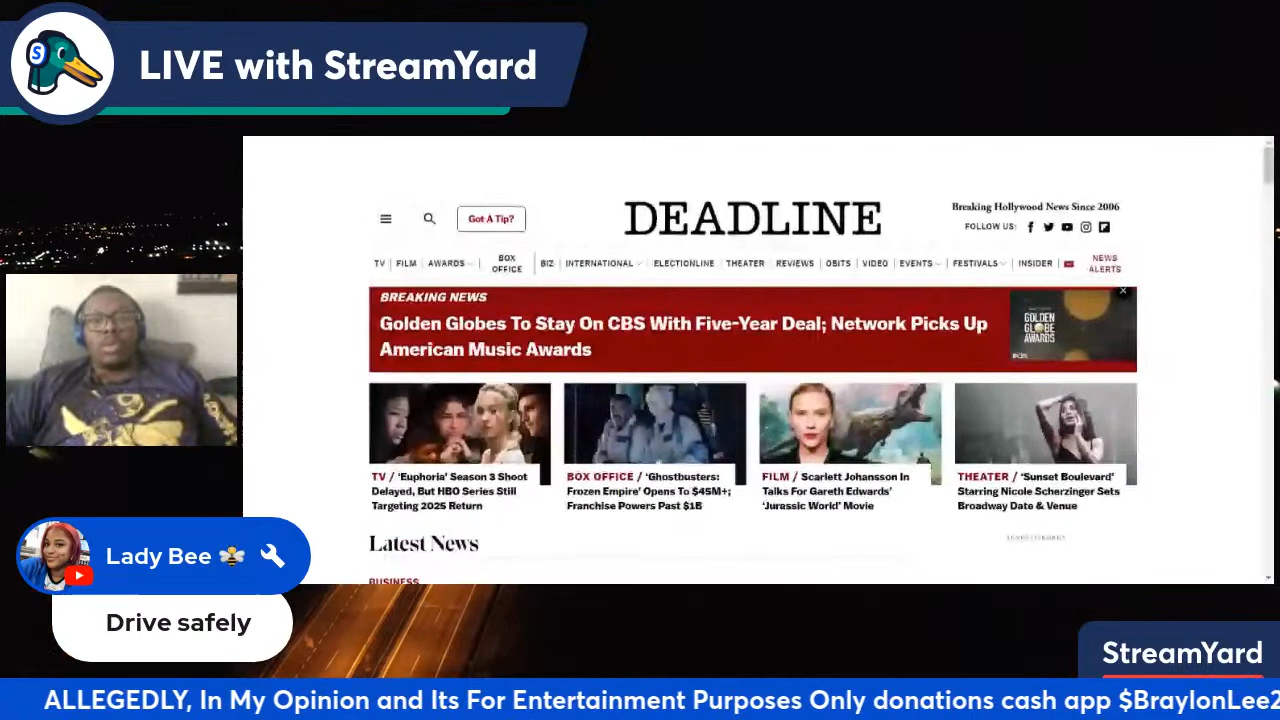 S
LIVE with StreamYard
Got A Tip?
DEADLINE
Breaking Hollywood News Since 2006
FOLLOW US:
TV | FILM | AWARDS | BOX OFFICE | BIZ | INTERNATIONAL | ELECTIONLINE | THEATER | REVIEWS | OBITS | VIDEO | EVENTS | FESTIVALS | INSIDER | NEWS ALERTS
BREAKING NEWS
Golden Globes To Stay On CBS With Five-Year Deal; Network Picks Up
American Music Awards
GOLDEN
GLOBE
AWARDS
TV / ‘Euphoria’ Season 3 Shoot
Delayed, But HBO Series Still
Targeting 2025 Return
BOX OFFICE / ‘Ghostbusters:
Frozen Empire’ Opens To $45M+;
Franchise Powers Past $1B
FILM / Scarlett Johansson In
Talks For Gareth Edwards’
‘Jurassic World’ Movie
THEATER / ‘Sunset Boulevard’
Starring Nicole Scherzinger Sets
Broadway Date & Venue
Latest News
BUSINESS
Lady Bee 🐝
Drive safely
StreamYard
ALLEGEDLY, In My Opinion and Its For Entertainment Purposes Only donations cash app $BraylonLee2